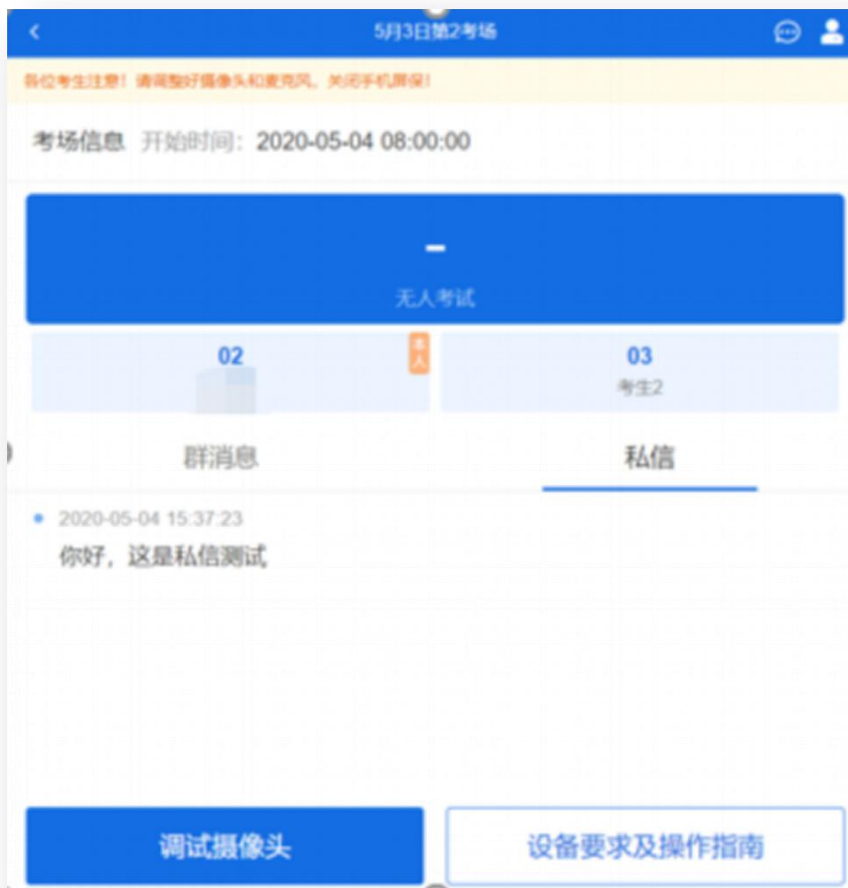 5月3日第2考场
各位考生注意！请调整好摄像头和麦克风，关闭手机屏保！
考场信息 开始时间：2020-05-04 08:00:00
–
无人考试
02
本人
03
考生2
群消息
私信
2020-05-04 15:37:23
你好，这是私信测试
调试摄像头
设备要求及操作指南